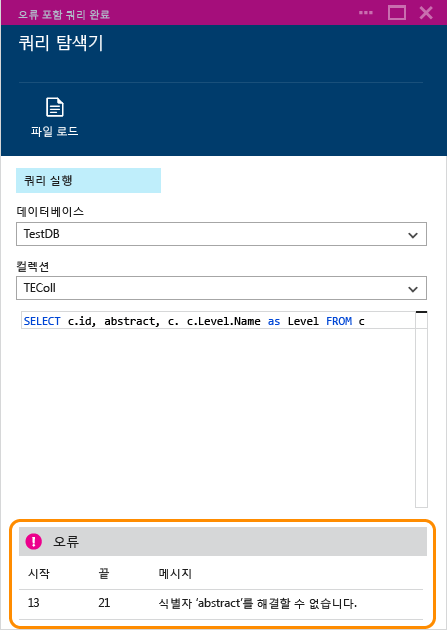 오류 포함 쿼리 완료
쿼리 탐색기
파일 로드
쿼리 실행
데이터베이스
TestDB
컬렉션
TEColl
SELECT c.id, abstract, c. c.Level.Name as Level FROM c
오류
시작 끝 메시지
13 21 식별자 'abstract'를 해결할 수 없습니다.